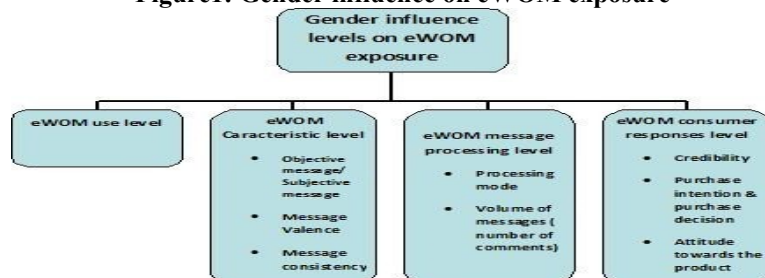 Figure1: Gender influence on eWOM exposure
Gender influence
levels on eWOM
exposure
eWOM use level
eWOM
Caracteristic level
• Objective
message/
Subjective
message
• Message
Valence
• Message
consistency
eWOM message
processing level
• Processing
mode
• Volume of
messages (
number of
comments)
eWOM consumer
responses level
• Credibility
• Purchase
intention &
purchase
decision
• Attitude
towards the
product